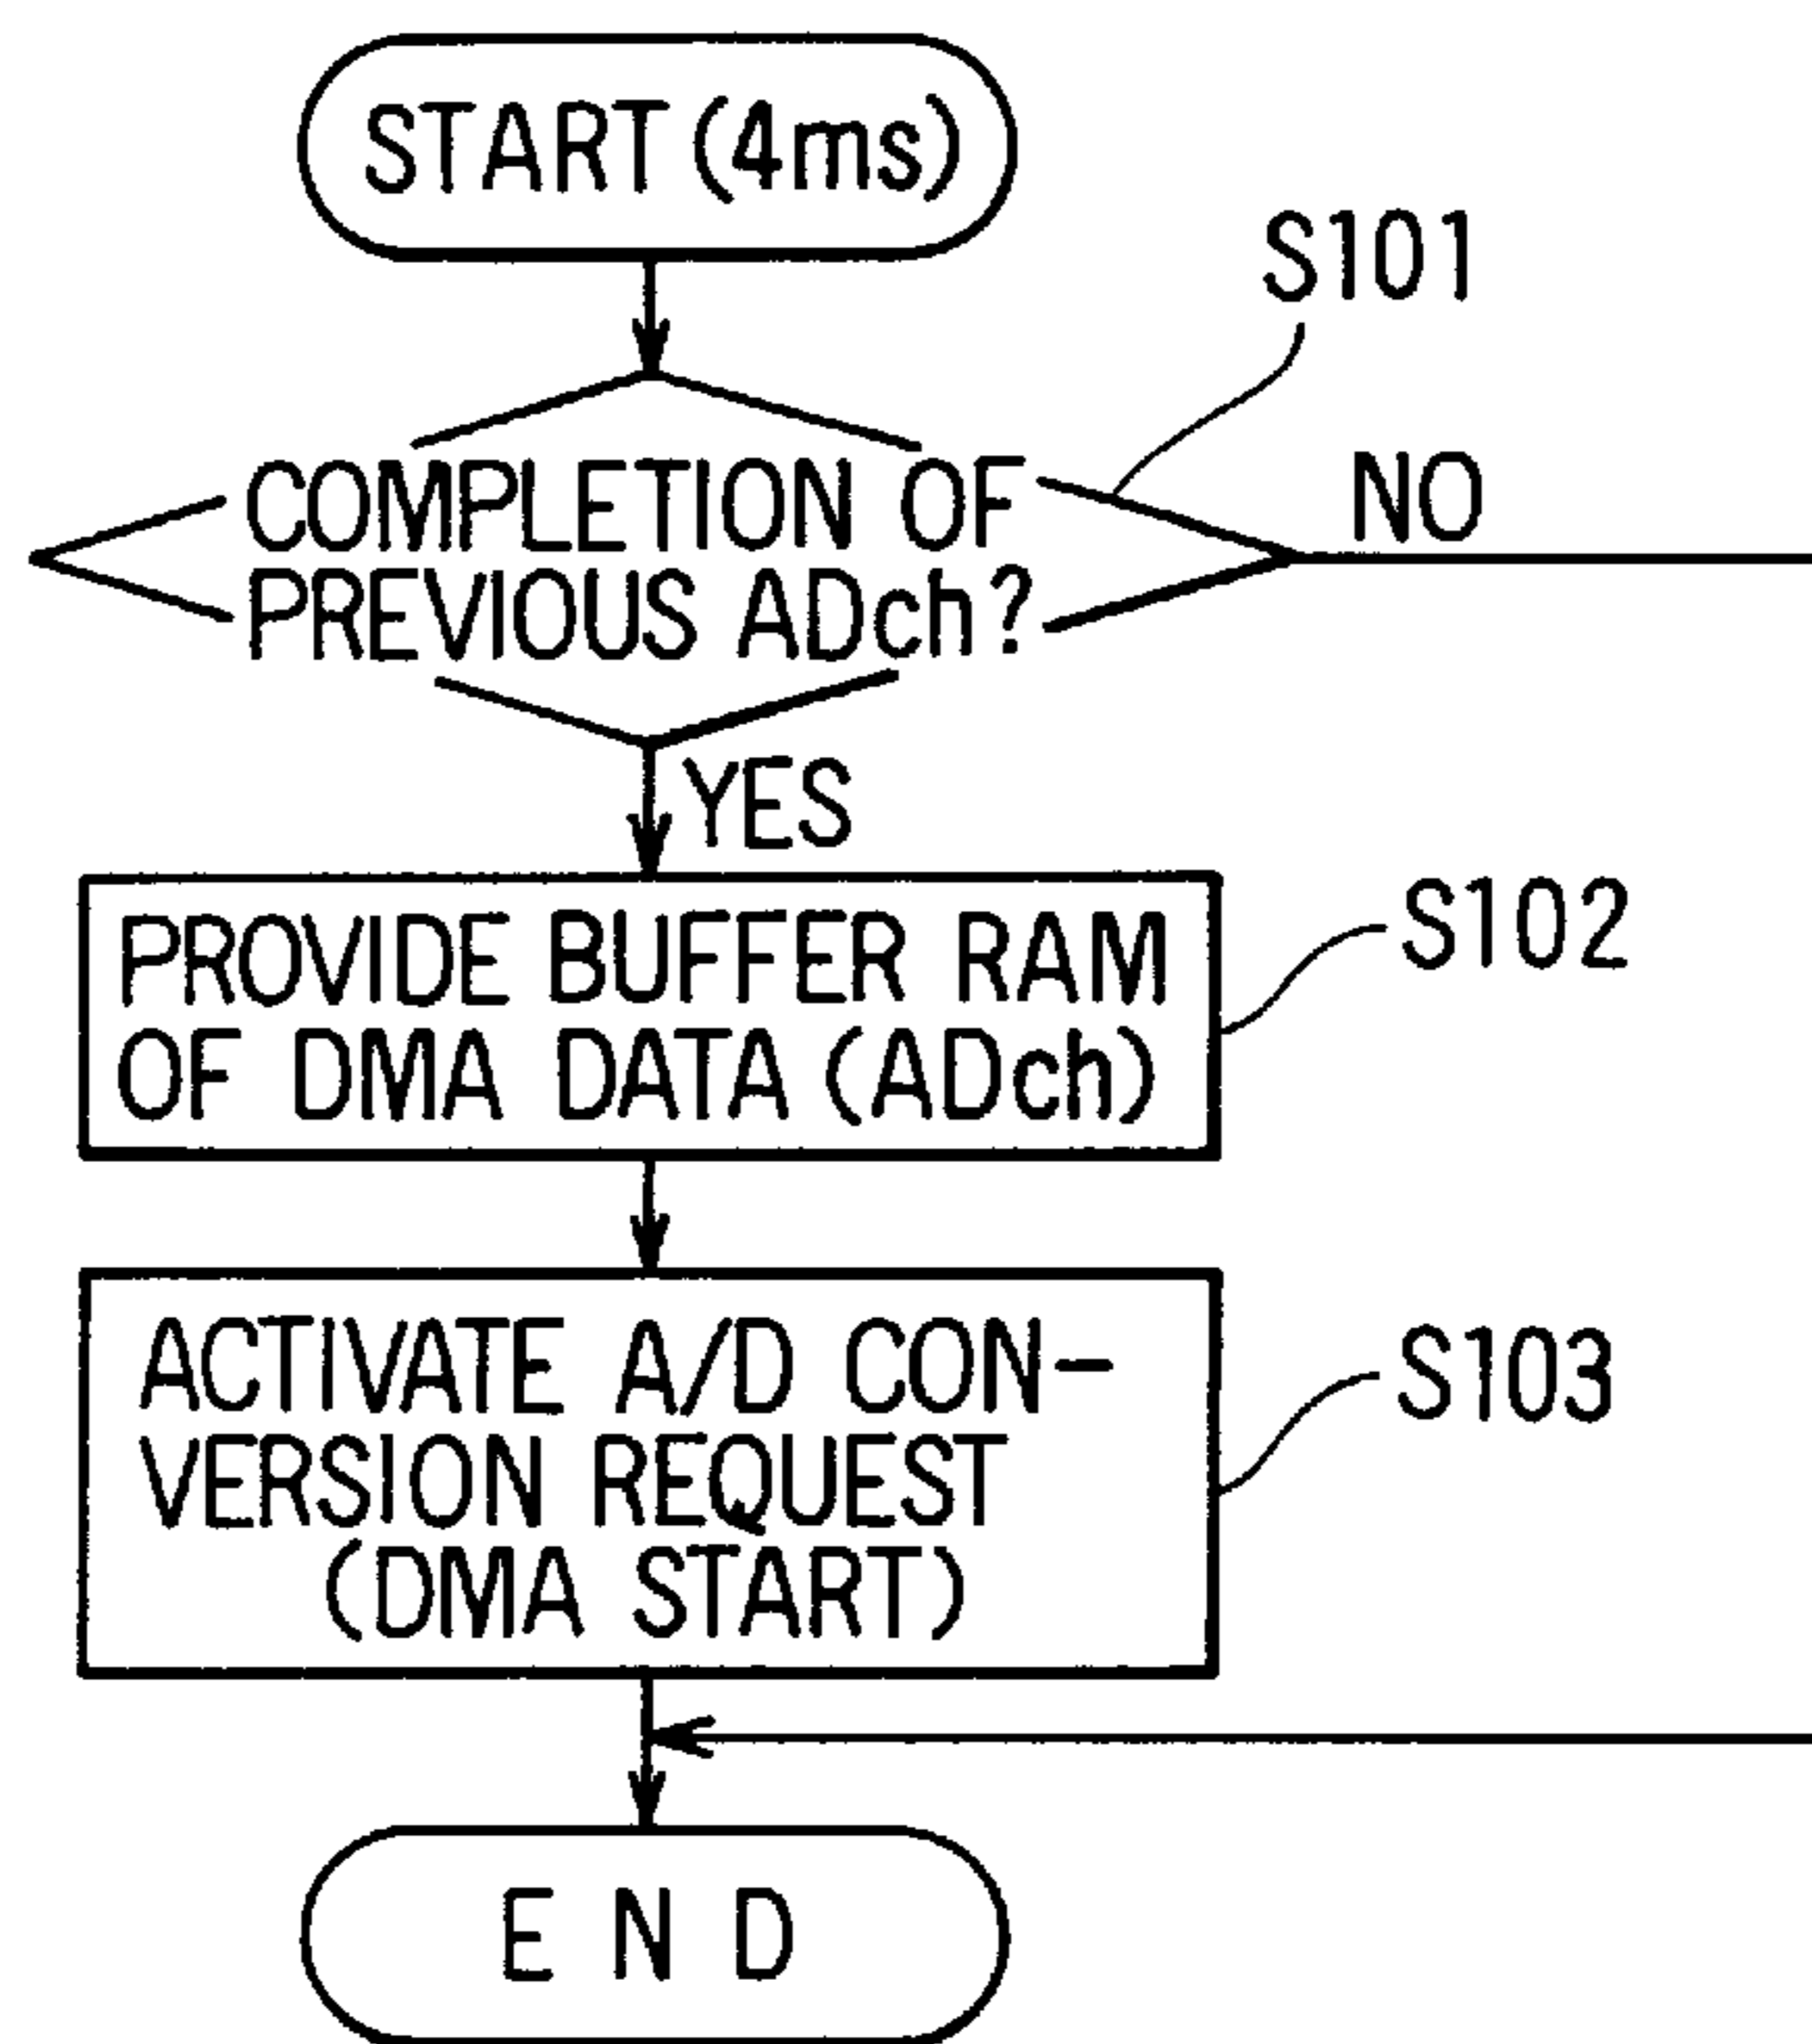 START (4ms)
S101
COMPLETION OF
PREVIOUS ADch?
NO
YES
PROVIDE BUFFER RAM
OF DMA DATA (ADch)
S102
ACTIVATE A/D CON-
VERSION REQUEST
(DMA START)
S103
END